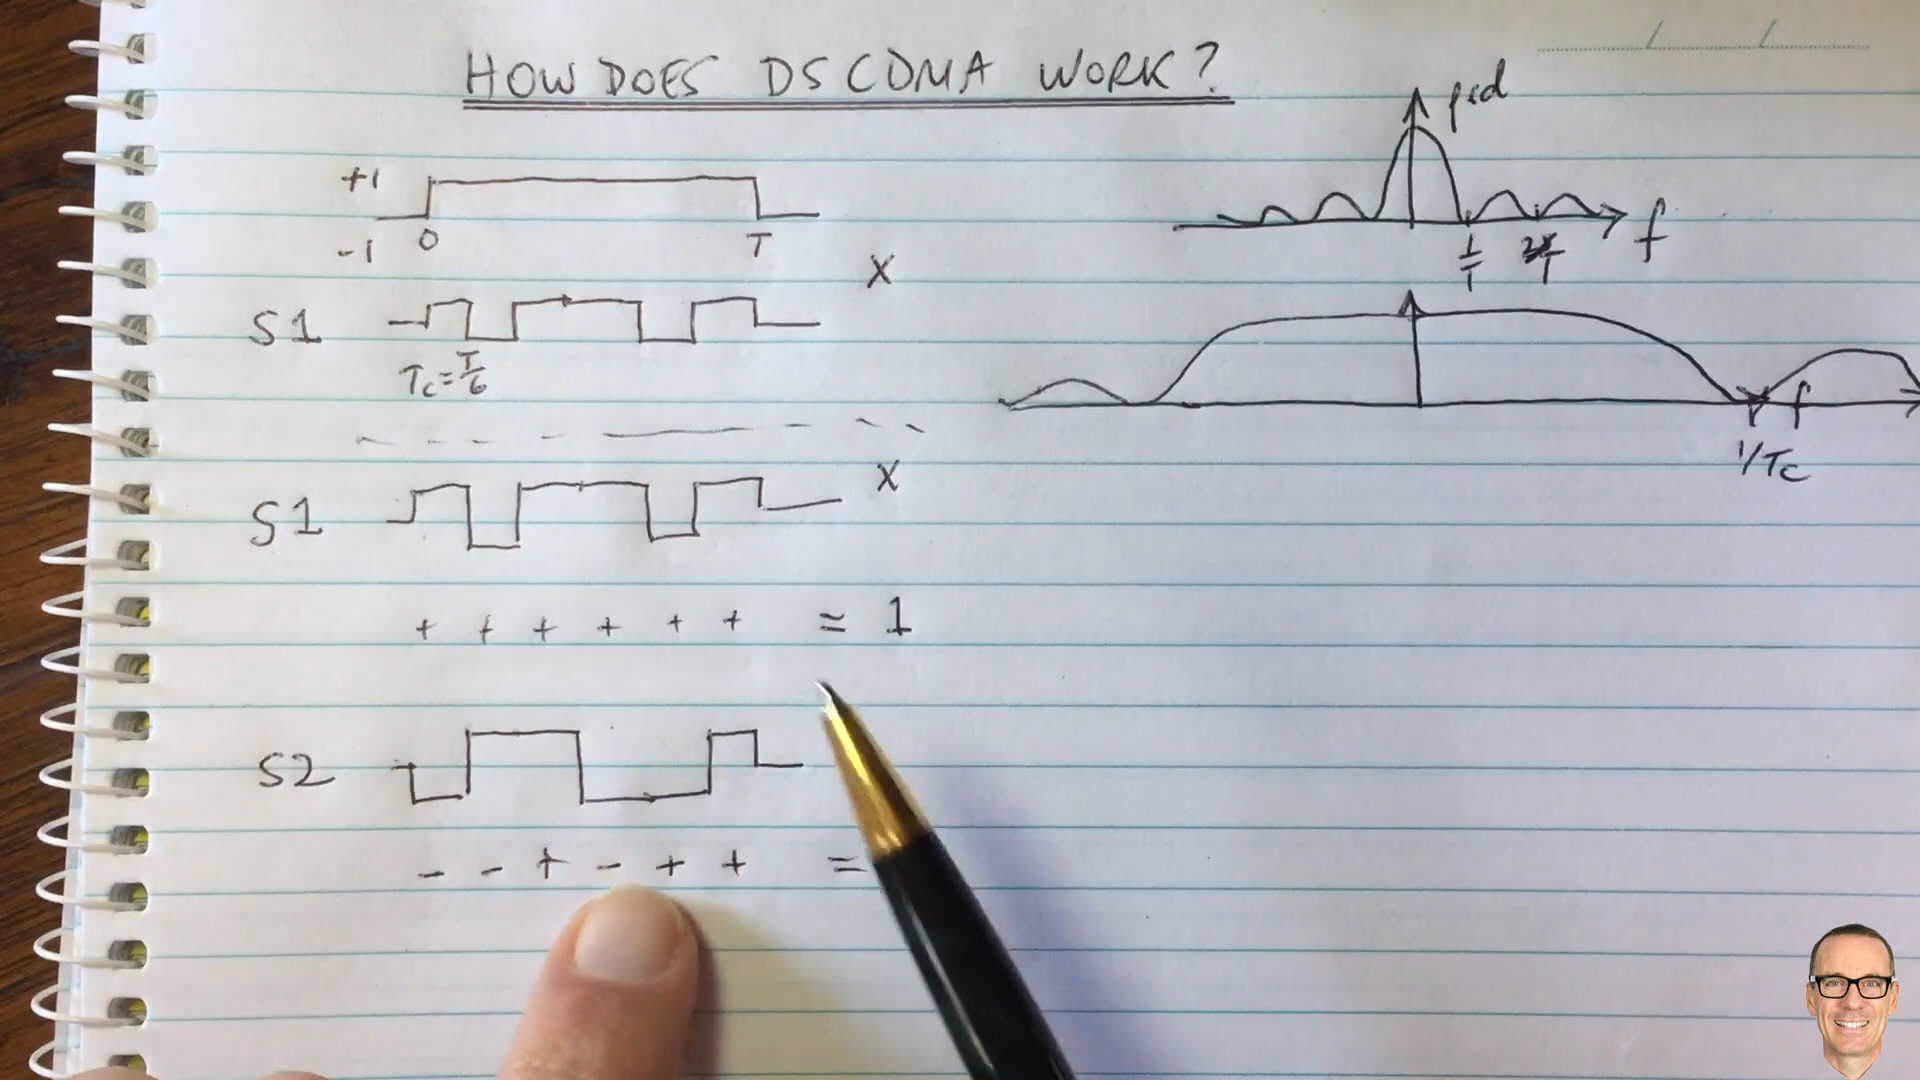 HOW DOES DS CDMA WORK?
psd
+1
-1 0 T
X
f
1/T
S1
Tc=T/6
f
1/Tc
S1 X
+ + + + + + = 1
S2
- - + - + + =